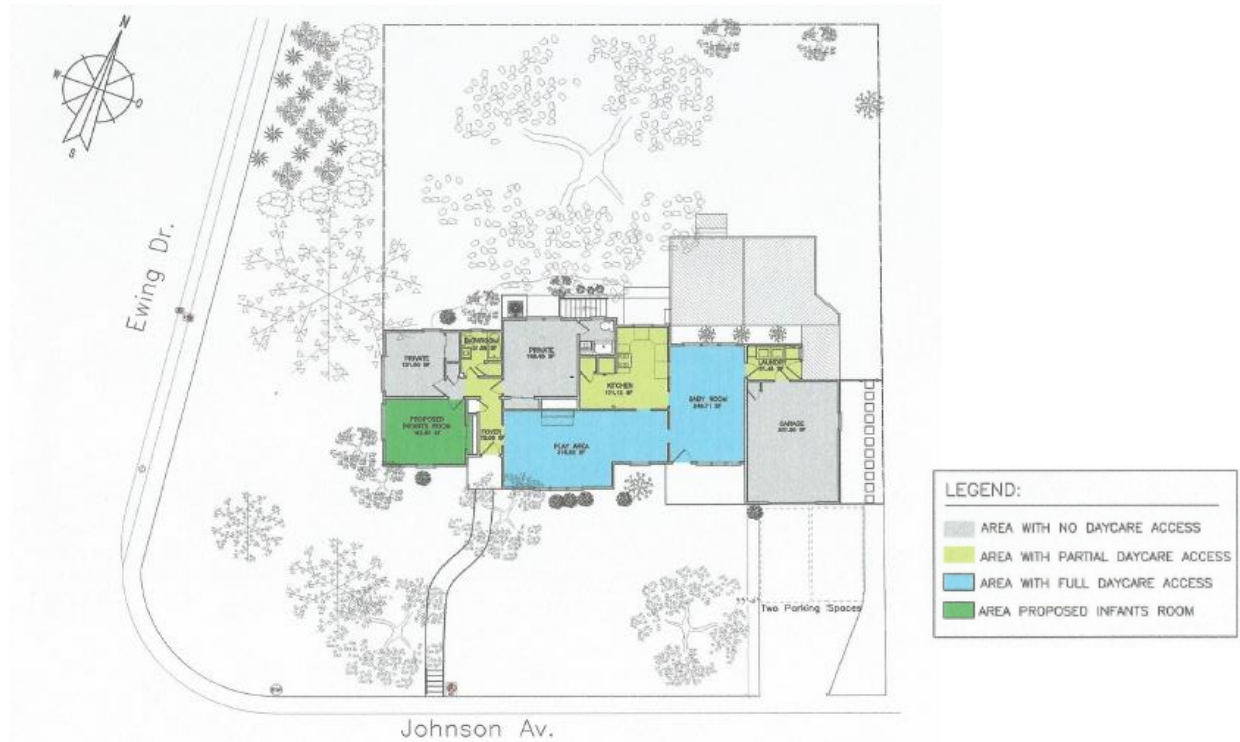 N
W
O
S
Ewing Dr.
PRIVATE
BATHROOM
PRIVATE
KITCHEN
LAUNDRY
PROPOSED
INFANTS ROOM
FOYER
PLAY AREA
BABY ROOM
GARAGE
Two Parking Spaces
Johnson Av.
LEGEND:
AREA WITH NO DAYCARE ACCESS
AREA WITH PARTIAL DAYCARE ACCESS
AREA WITH FULL DAYCARE ACCESS
AREA PROPOSED INFANTS ROOM